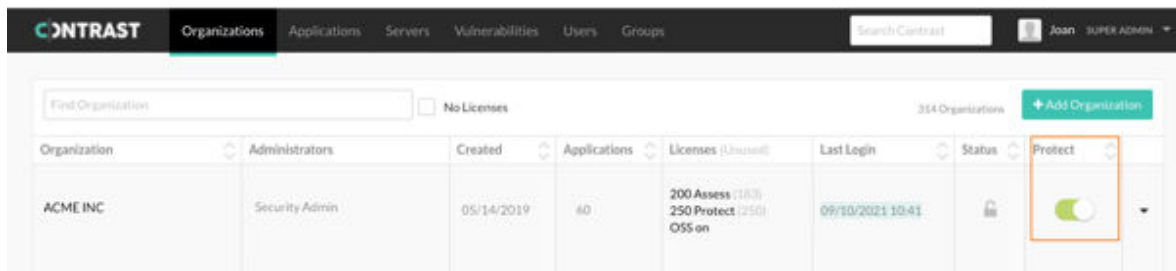 CONTRAST Organizations Applications Servers Vulnerabilities Users Groups Search Contrast Joan SUPER ADMIN
Find Organization No Licenses 314 Organizations +Add Organization
Organization Administrators Created Applications Licenses (Unused) Last Login Status Protect
ACME INC Security Admin 05/14/2019 60 200 Assess (183) 09/10/2021 10:41
250 Protect (250)
OSS on